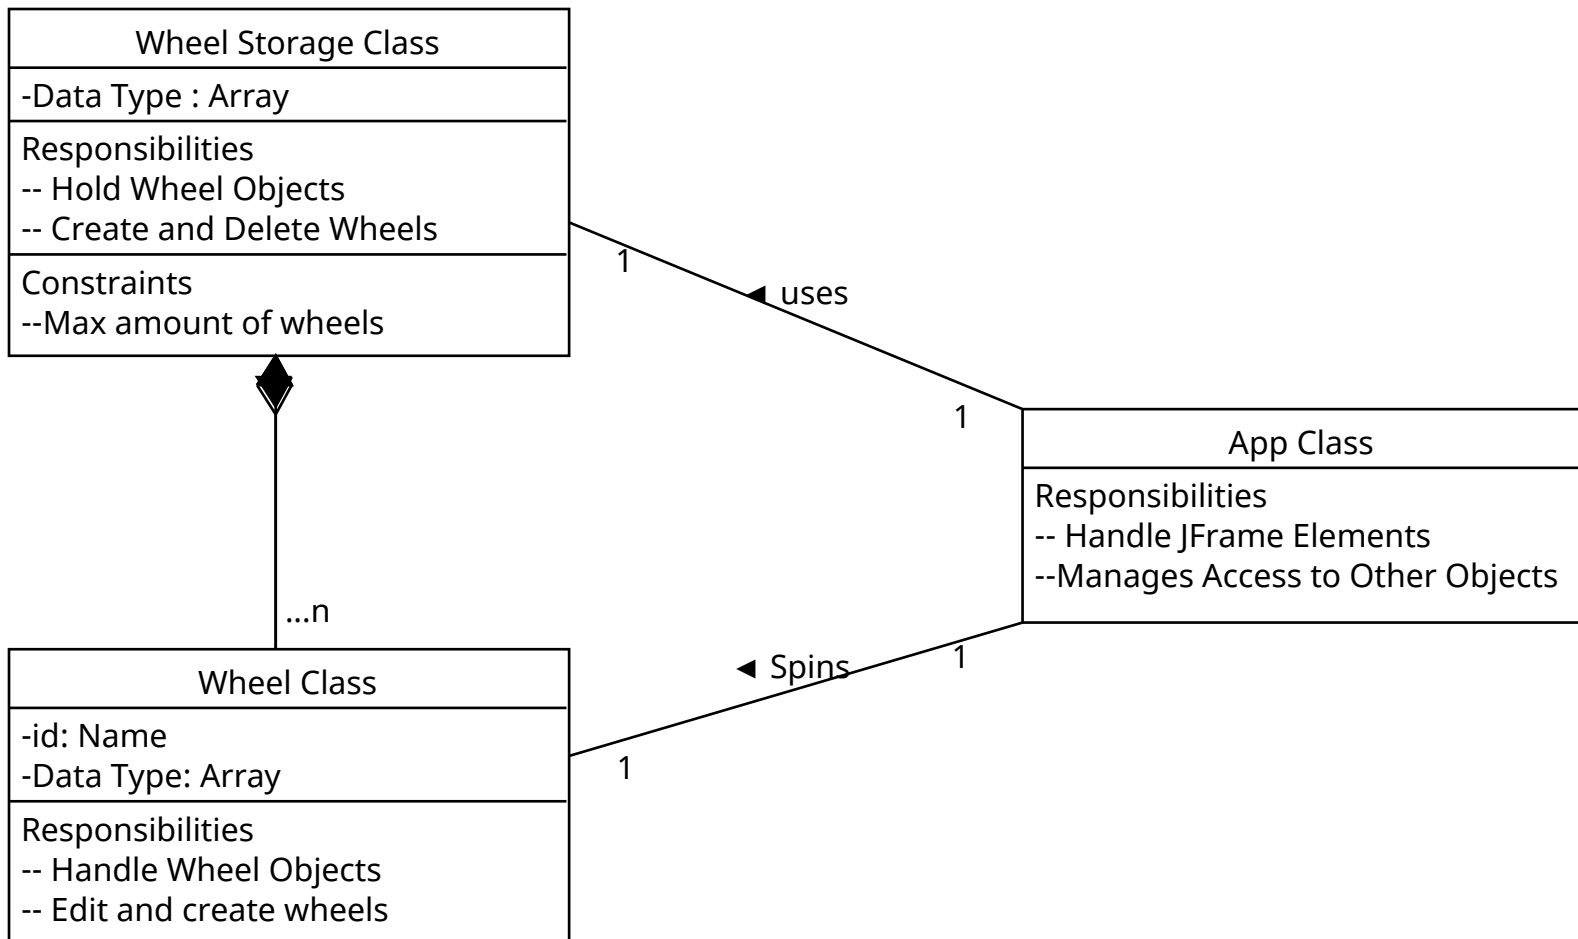 Wheel Storage Class
-Data Type : Array
Responsibilities
-- Hold Wheel Objects
-- Create and Delete Wheels
Constraints
--Max amount of wheels
1
◄ uses
1
App Class
Responsibilities
-- Handle JFrame Elements
--Manages Access to Other Objects
...n
1
◄ Spins
1
Wheel Class
-id: Name
-Data Type: Array
Responsibilities
-- Handle Wheel Objects
-- Edit and create wheels